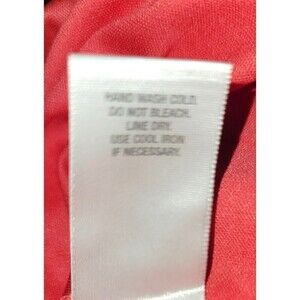 HAND WASH COLD.
DO NOT BLEACH.
LINE DRY.
USE COOL IRON
IF NECESSARY.